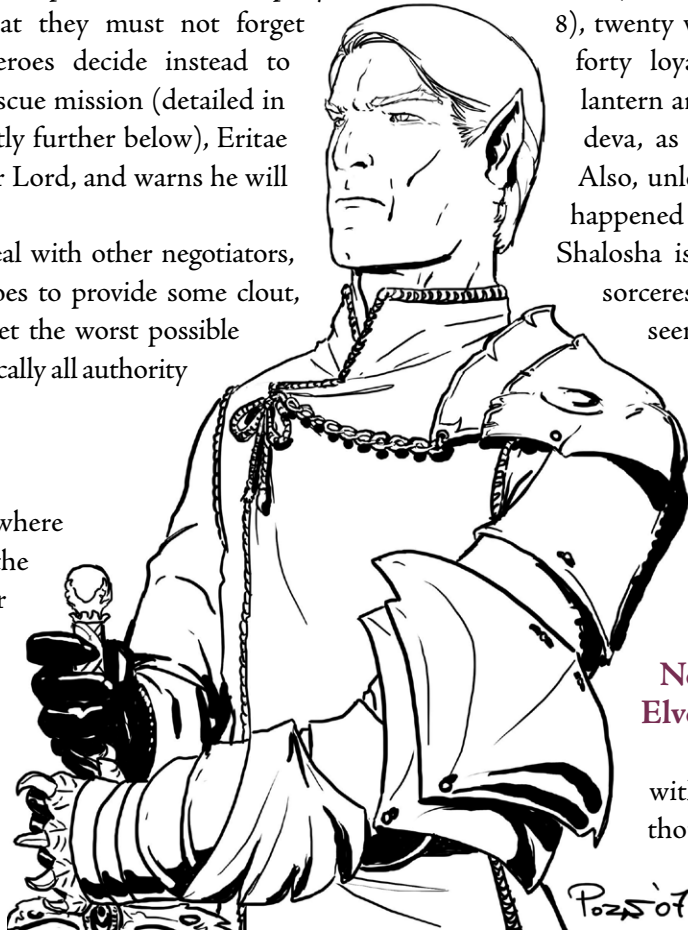 at they must not forget
eroes decide instead to
scue mission (detailed in
tly further below), Eritae
r Lord, and warns he will
eal with other negotiators,
oes to provide some clout,
et the worst possible
cally all authority
where
the
r
8), twenty
forty loya
lantern an
deva, as
Also, unle
happened
Shalosha is
sorceres
seem
No
Elve
with
tho
Pozas '07